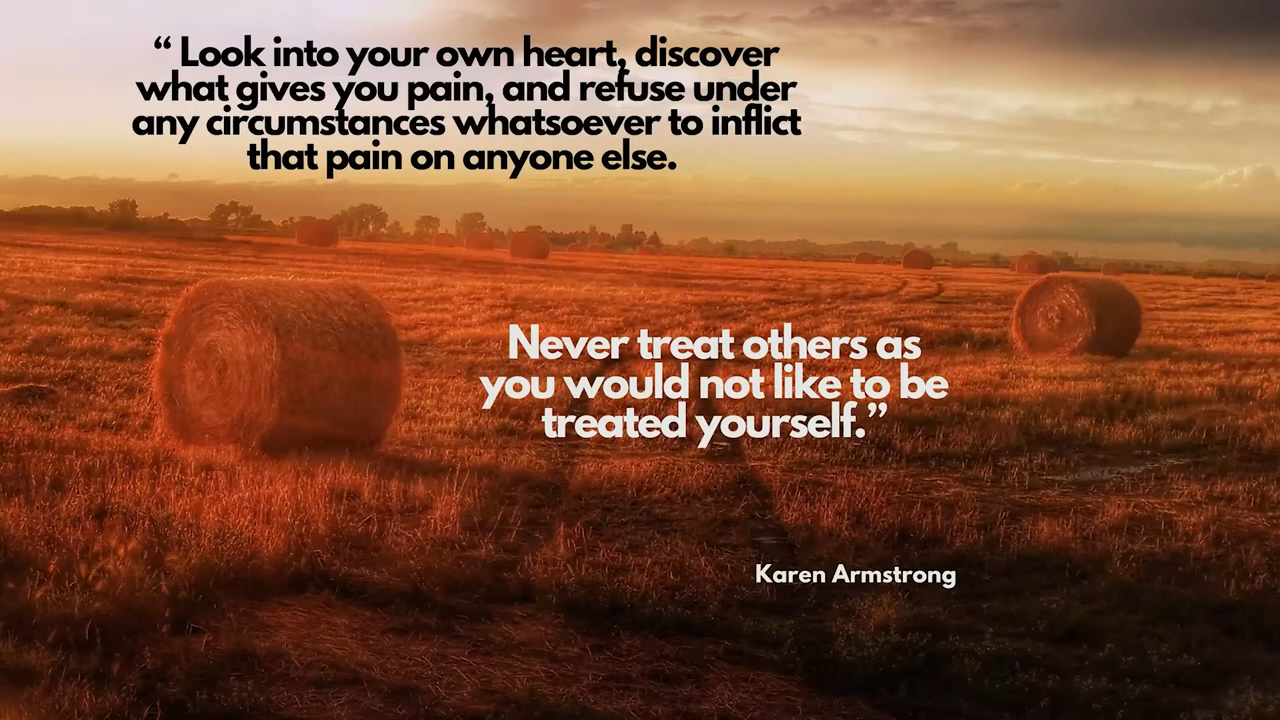 “ Look into your own heart, discover
what gives you pain, and refuse under
any circumstances whatsoever to inflict
that pain on anyone else.
Never treat others as
you would not like to be
treated yourself.”
Karen Armstrong